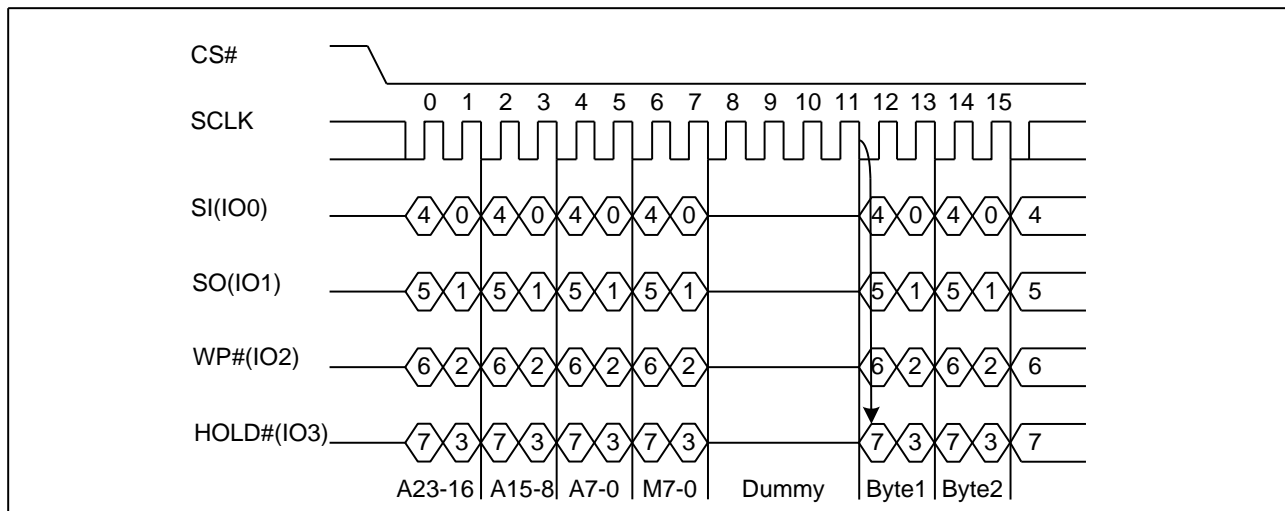 CS#
0 1 2 3 4 5 6 7 8 9 10 11 12 13 14 15
SCLK
SI(IO0) 4 0 4 0 4 0 4 0 4 0 4 0 4
SO(IO1) 5 1 5 1 5 1 5 1 5 1 5 1 5
WP#(IO2) 6 2 6 2 6 2 6 2 6 2 6 2 6
HOLD#(IO3) 7 3 7 3 7 3 7 3 7 3 7 3 7
A23-16 A15-8 A7-0 M7-0 Dummy Byte1 Byte2